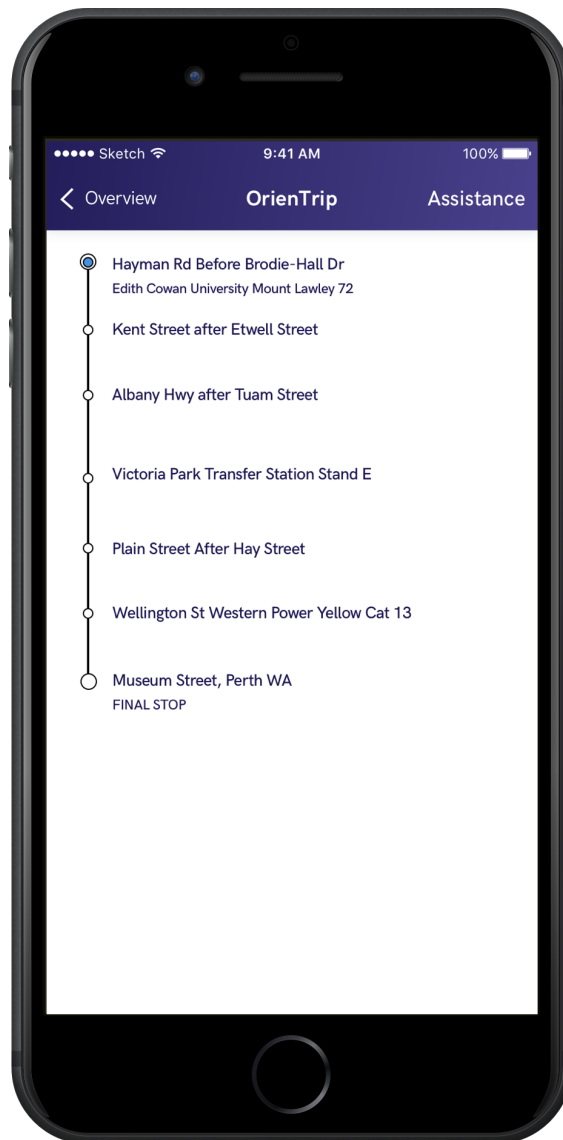 Sketch 9:41 AM 100%
Overview OrienTrip Assistance
Hayman Rd Before Brodie-Hall Dr
Edith Cowan University Mount Lawley 72
Kent Street after Etwell Street
Albany Hwy after Tuam Street
Victoria Park Transfer Station Stand E
Plain Street After Hay Street
Wellington St Western Power Yellow Cat 13
Museum Street, Perth WA
FINAL STOP